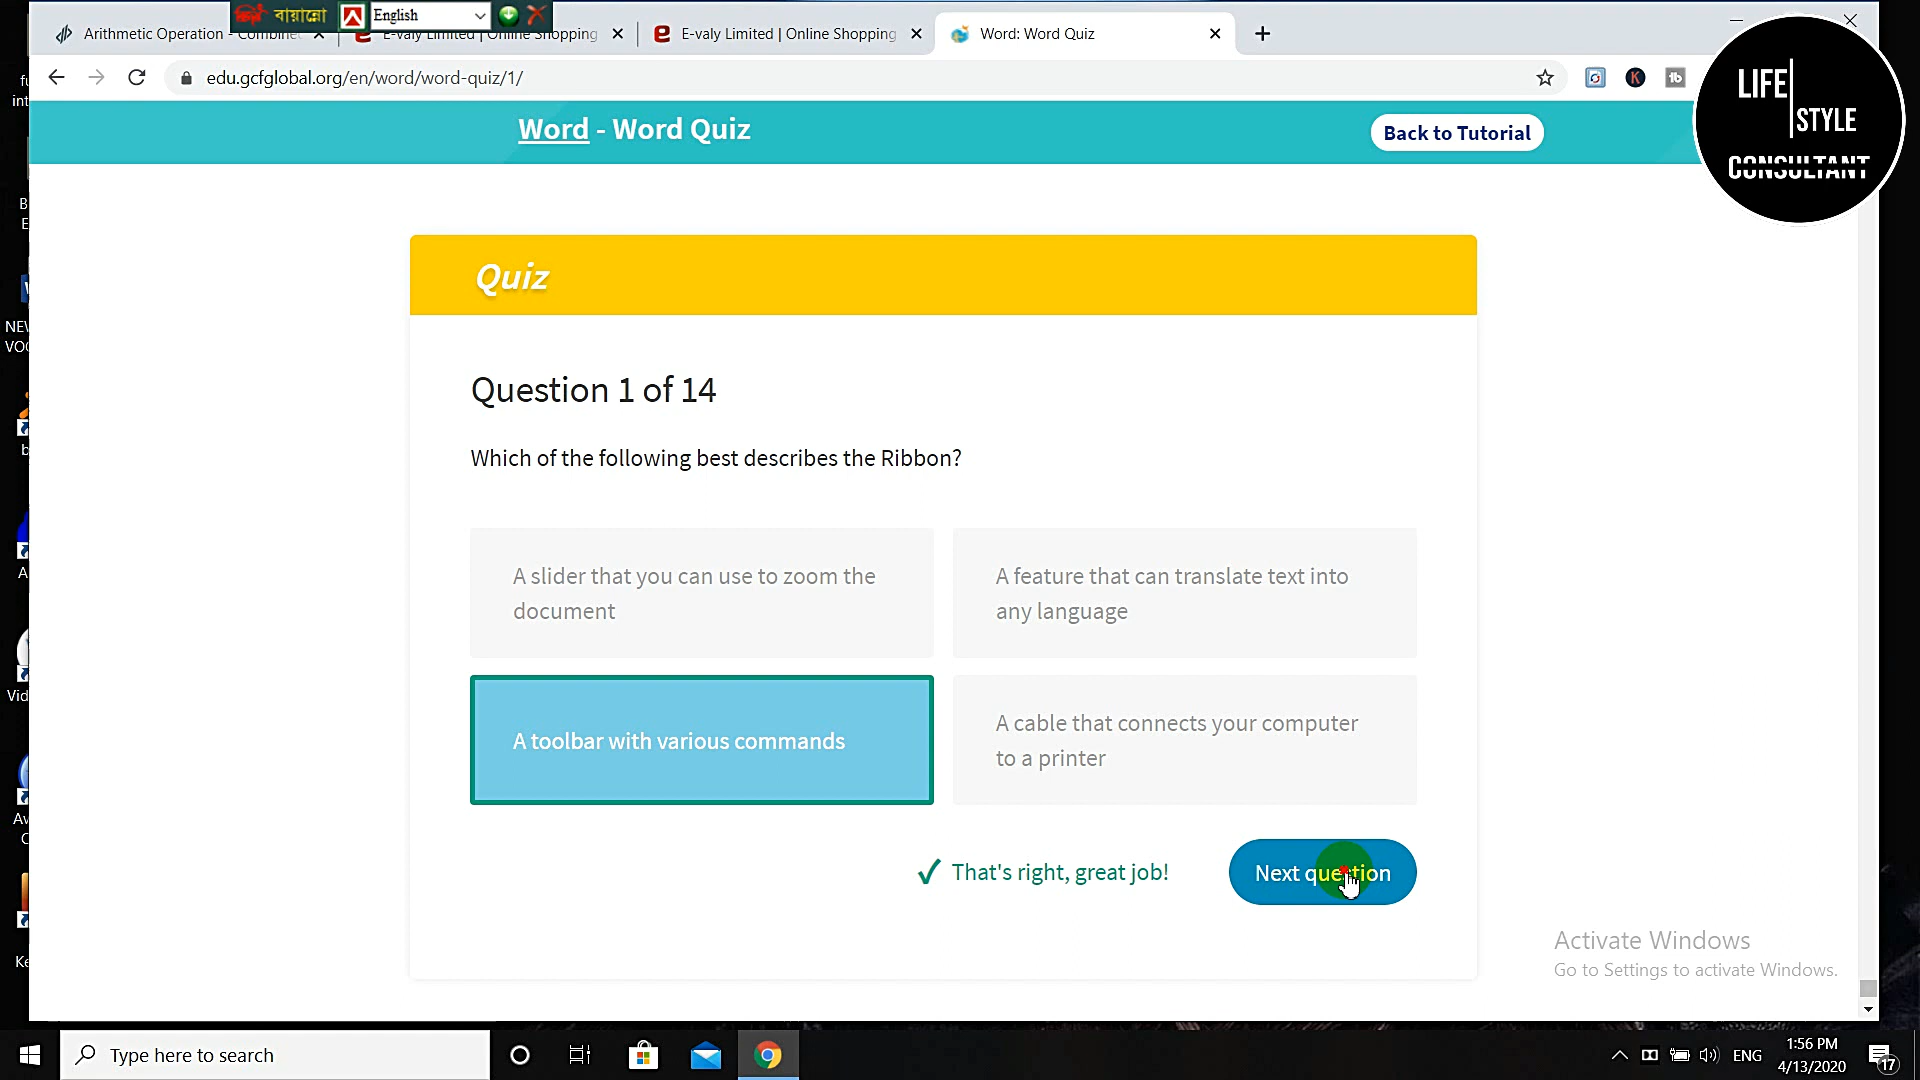 বায়ান্নো
English
Arithmetic Operation - Combine
E-valy Limited | Online Shopping
E-valy Limited | Online Shopping
Word: Word Quiz
edu.gcfglobal.org/en/word/word-quiz/1/
LIFE
STYLE
CONSULTANT
Word - Word Quiz
Back to Tutorial
Quiz
Question 1 of 14
Which of the following best describes the Ribbon?
A slider that you can use to zoom the
document
A feature that can translate text into
any language
A toolbar with various commands
A cable that connects your computer
to a printer
That's right, great job!
Next question
Activate Windows
Go to Settings to activate Windows.
Type here to search
ENG
1:56 PM
4/13/2020
17